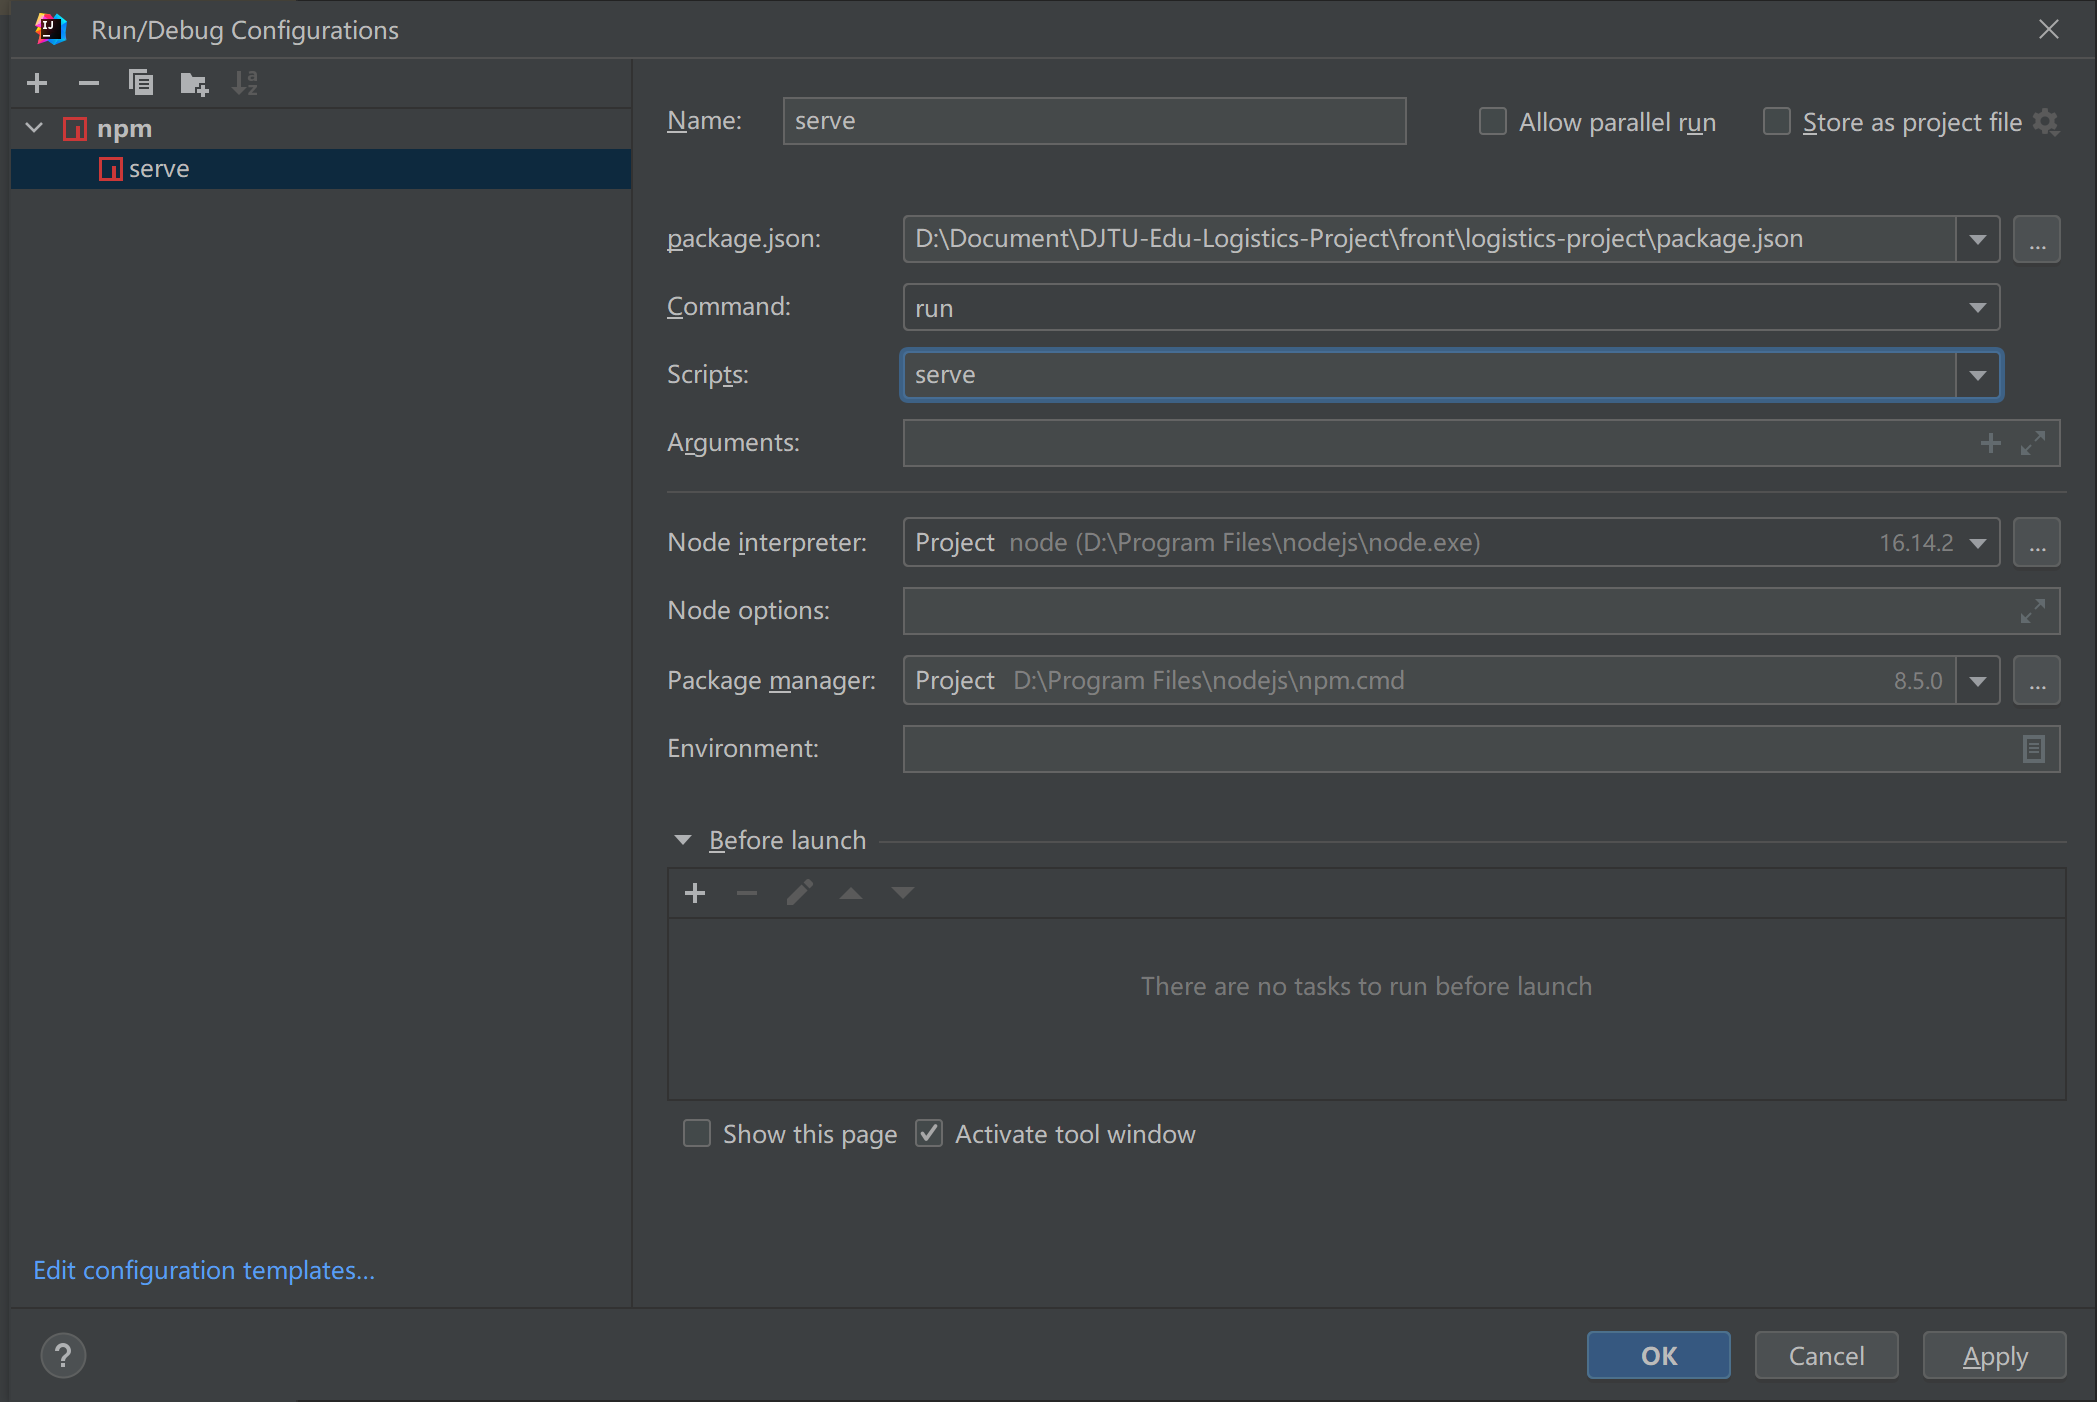 Run/Debug Configurations
npm
serve
Name: serve
Allow parallel run
Store as project file
package.json: D:\Document\DJTU-Edu-Logistics-Project\front\logistics-project\package.json ...
Command: run
Scripts: serve
Arguments:
Node interpreter: Project node (D:\Program Files\nodejs\node.exe) 16.14.2 ...
Node options:
Package manager: Project D:\Program Files\nodejs\npm.cmd 8.5.0 ...
Environment:
Before launch
There are no tasks to run before launch
Show this page
Activate tool window
Edit configuration templates...
?
OK
Cancel
Apply